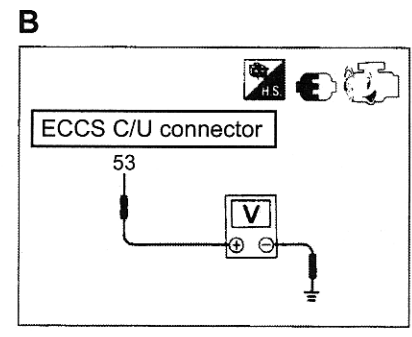 B
H.S.
ECCS C/U connector
53
V
⊕ ⊖